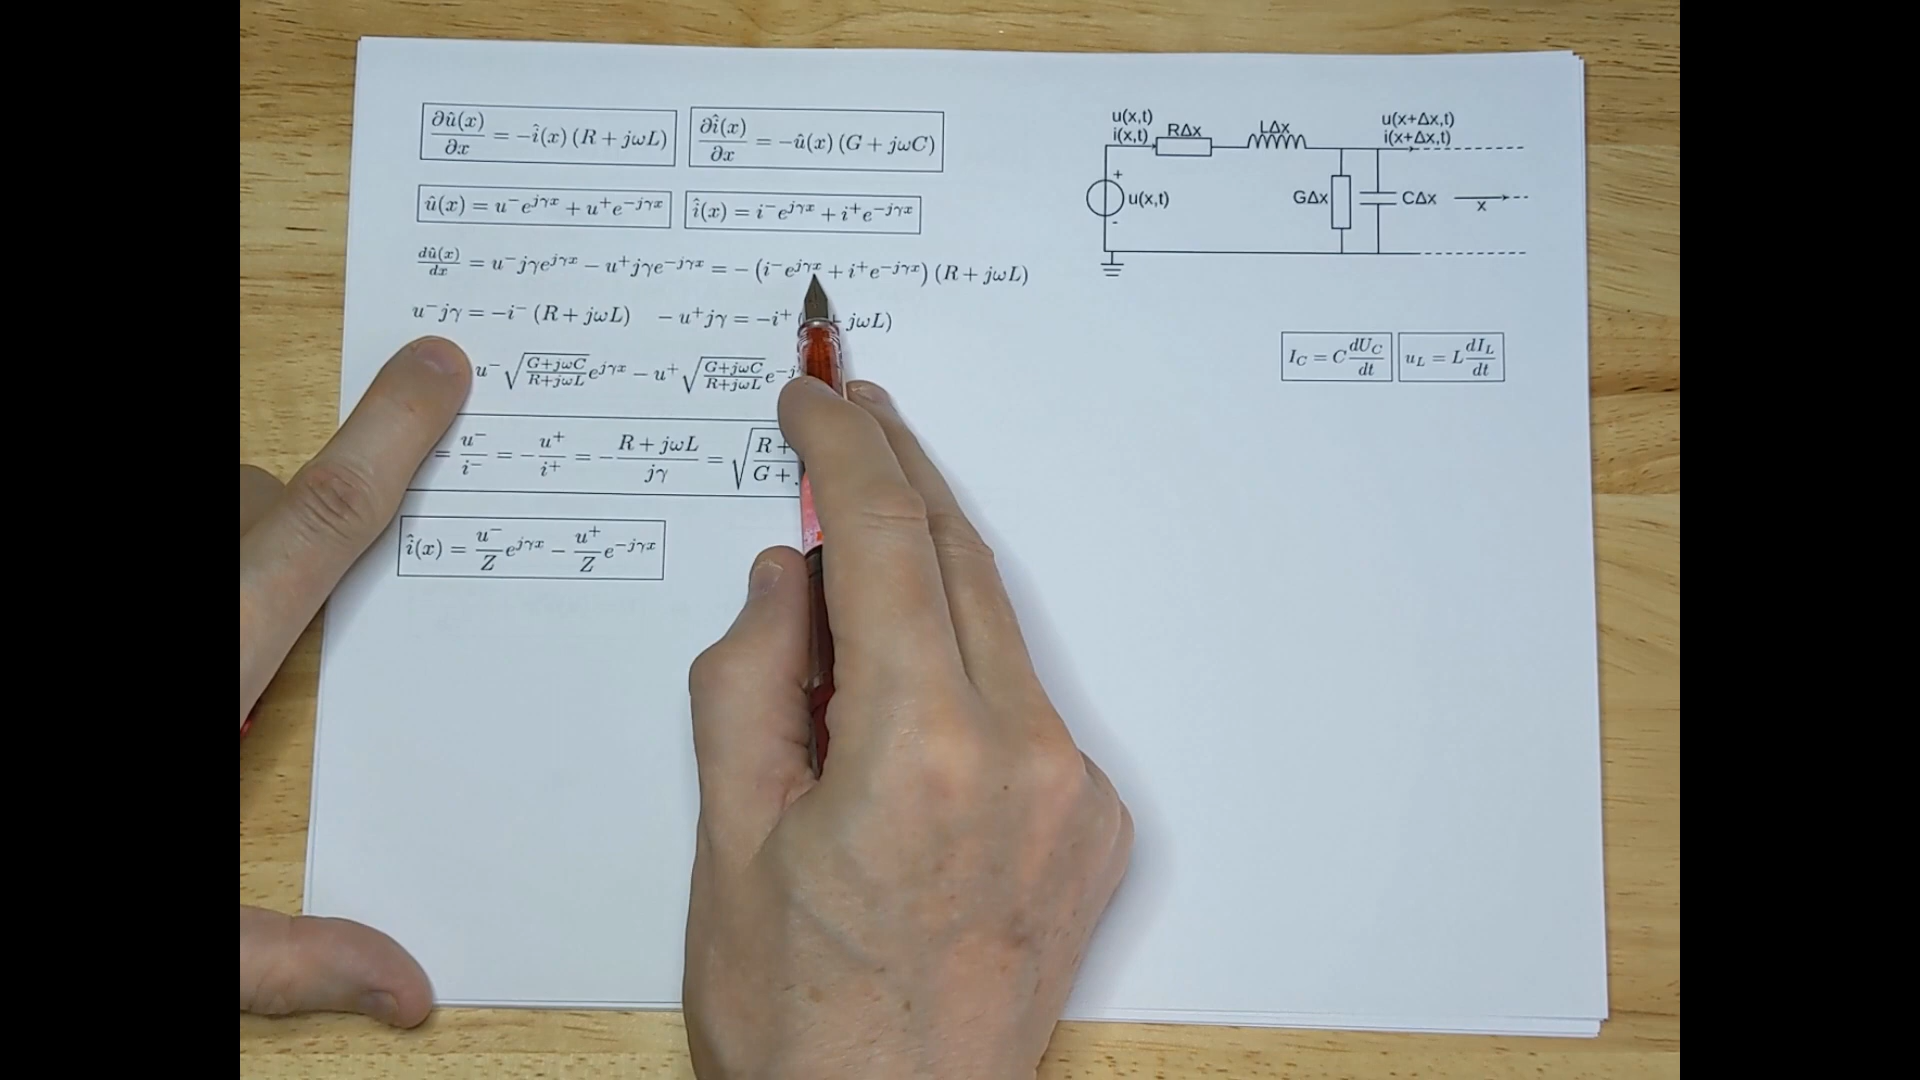 ∂û(x)/∂x = −î(x) (R + jωL)   ∂î(x)/∂x = −û(x) (G + jωC)
û(x) = u⁻e^{jγx} + u⁺e^{−jγx}   î(x) = i⁻e^{jγx} + i⁺e^{−jγx}
dû(x)/dx = u⁻jγe^{jγx} − u⁺jγe^{−jγx} = − (i⁻e^{jγx} + i⁺e^{−jγx}) (R + jωL)
u⁻jγ = −i⁻ (R + jωL)   − u⁺jγ = −i⁺ ( + jωL)
u⁻ √((G+jωC)/(R+jωL)) e^{jγx} − u⁺ √((G+jωC)/(R+jωL)) e^{−j
= u⁻/i⁻ = − u⁺/i⁺ = − (R + jωL)/(jγ) = √((R +)/(G +
î(x) = (u⁻/Z) e^{jγx} − (u⁺/Z) e^{−jγx}
u(x,t)
i(x,t)
RΔx
LΔx
u(x+Δx,t)
i(x+Δx,t)
+
u(x,t)
-
GΔx
CΔx
x
I_C = C dU_C/dt   u_L = L dI_L/dt